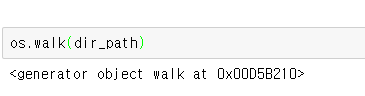 os.walk(dir_path)
<generator object walk at 0x00D5B210>